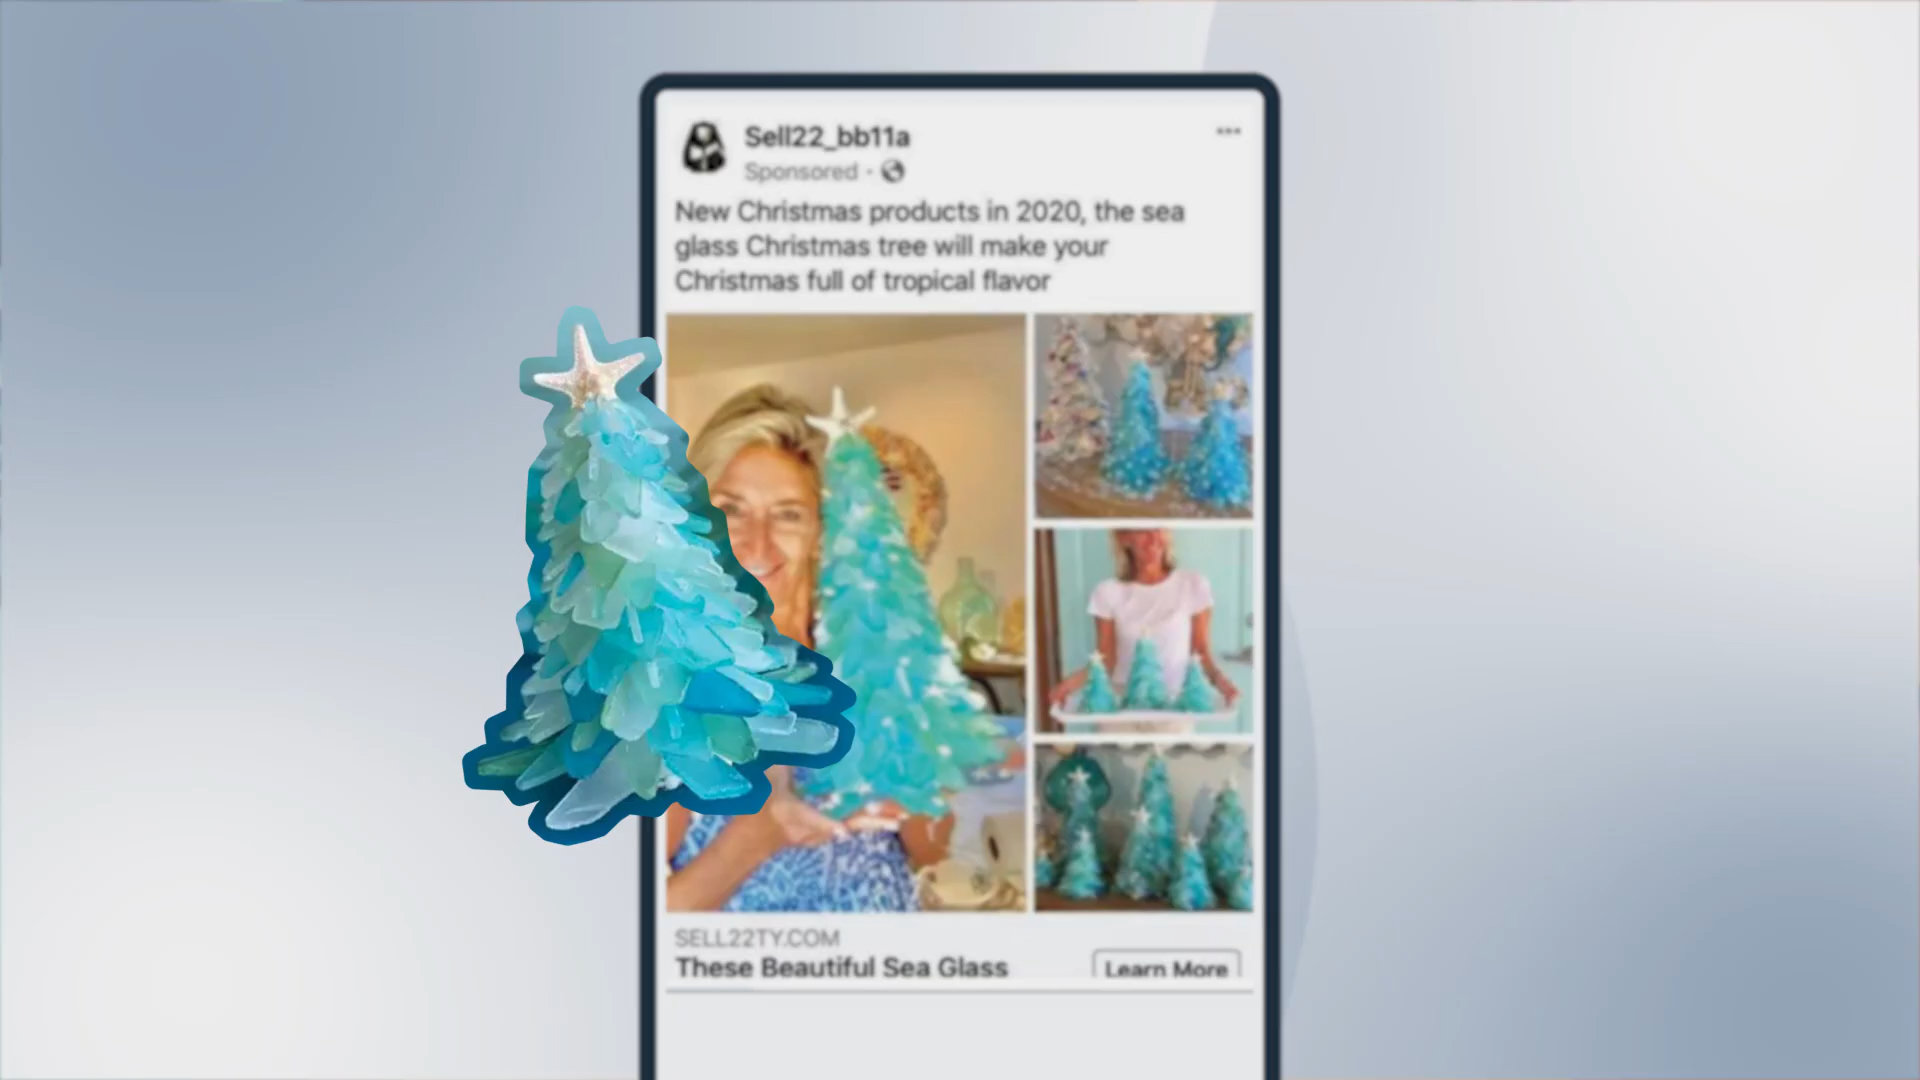 Sell22_bb11a
Sponsored ·
New Christmas products in 2020, the sea
glass Christmas tree will make your
Christmas full of tropical flavor
SELL22TY.COM
These Beautiful Sea Glass
Learn More